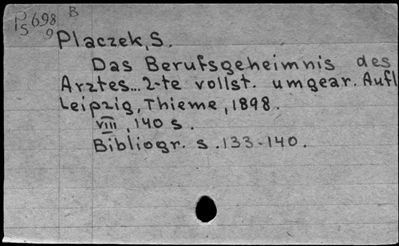 Ps 698 B
9
Placzek, S.
Das Berufsgeheimnis des
Arztes... 2-te vollst. umgear. Aufl
Leipzig, Thieme, 1898.
VIII, 140 s.
Bibliogr. s. 133-140.